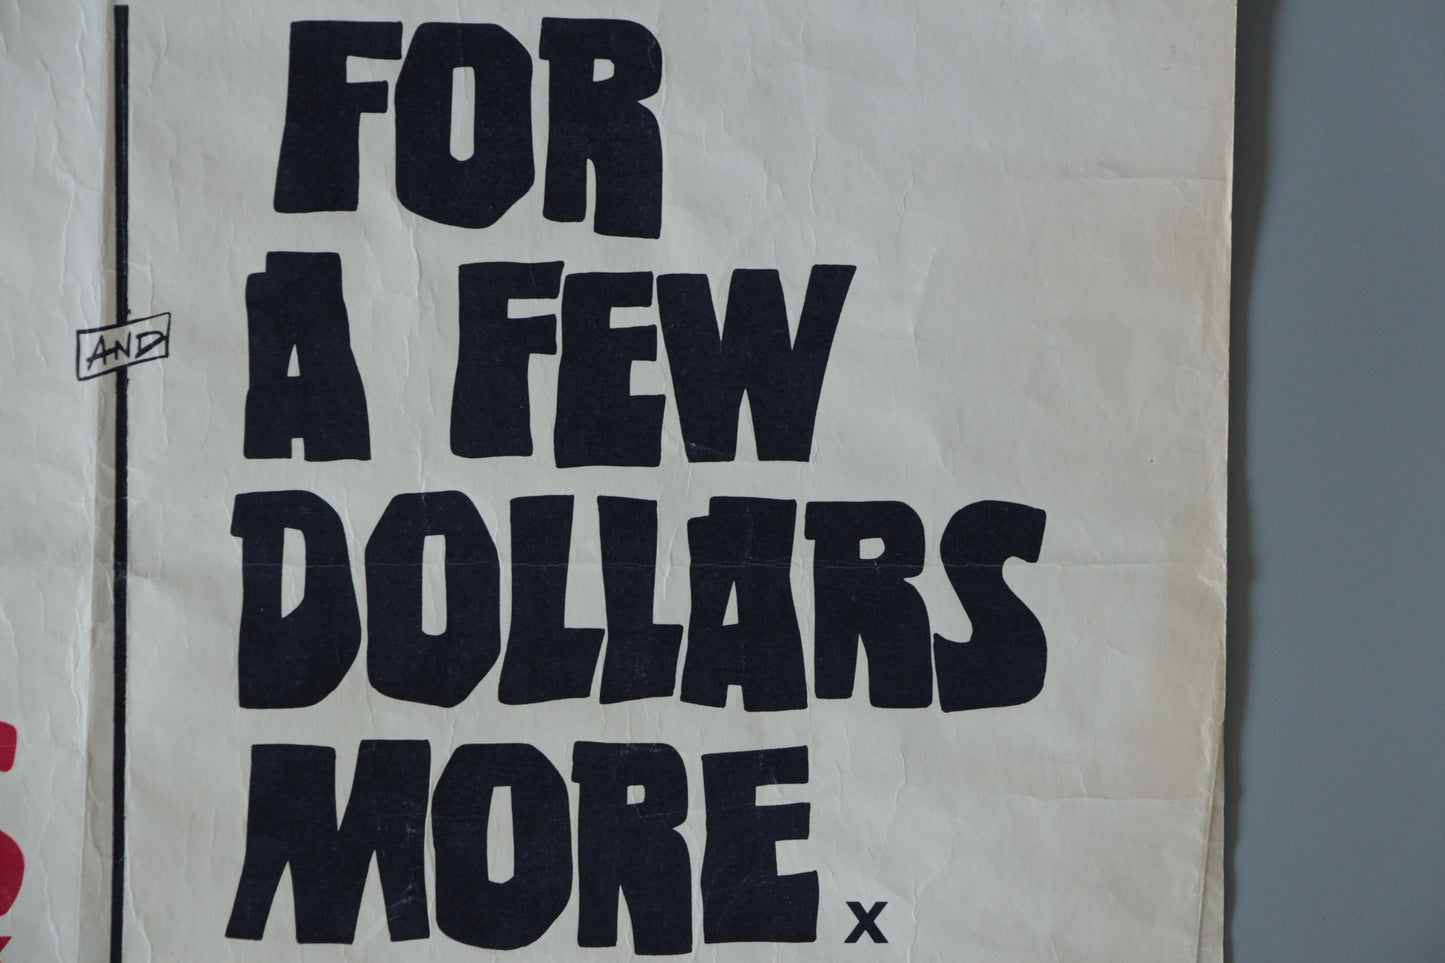 FOR
A FEW
DOLLARS
MORE. x
AND